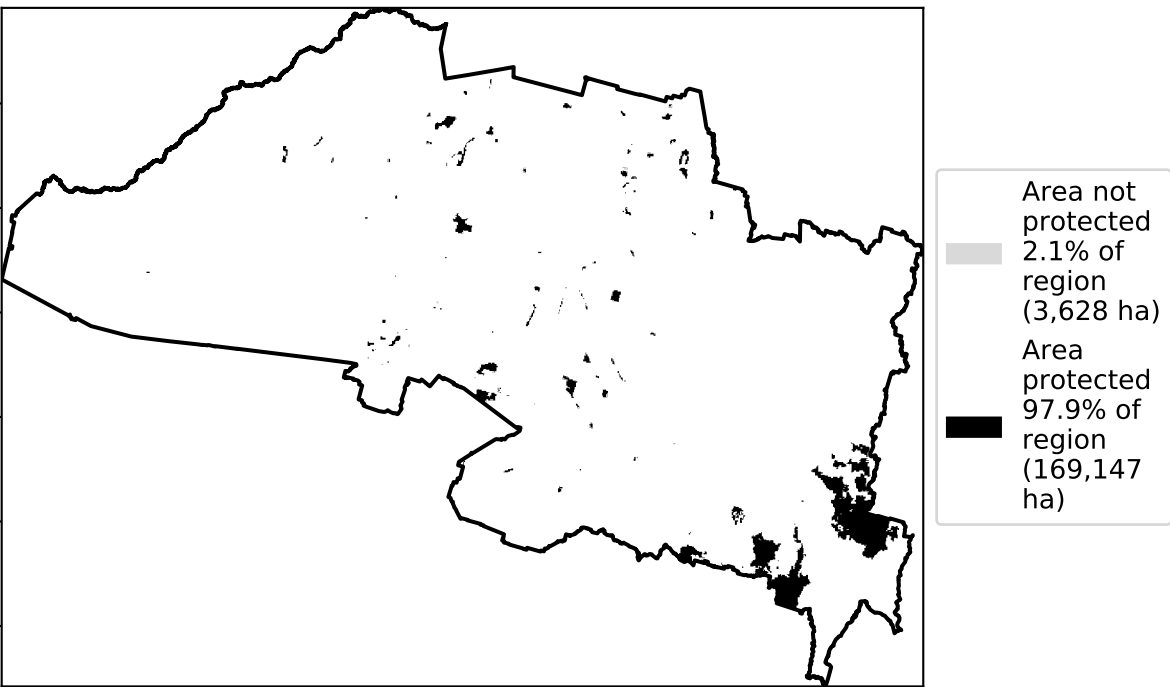 Area not
protected
2.1% of
region
(3,628 ha)
Area
protected
97.9% of
region
(169,147
ha)